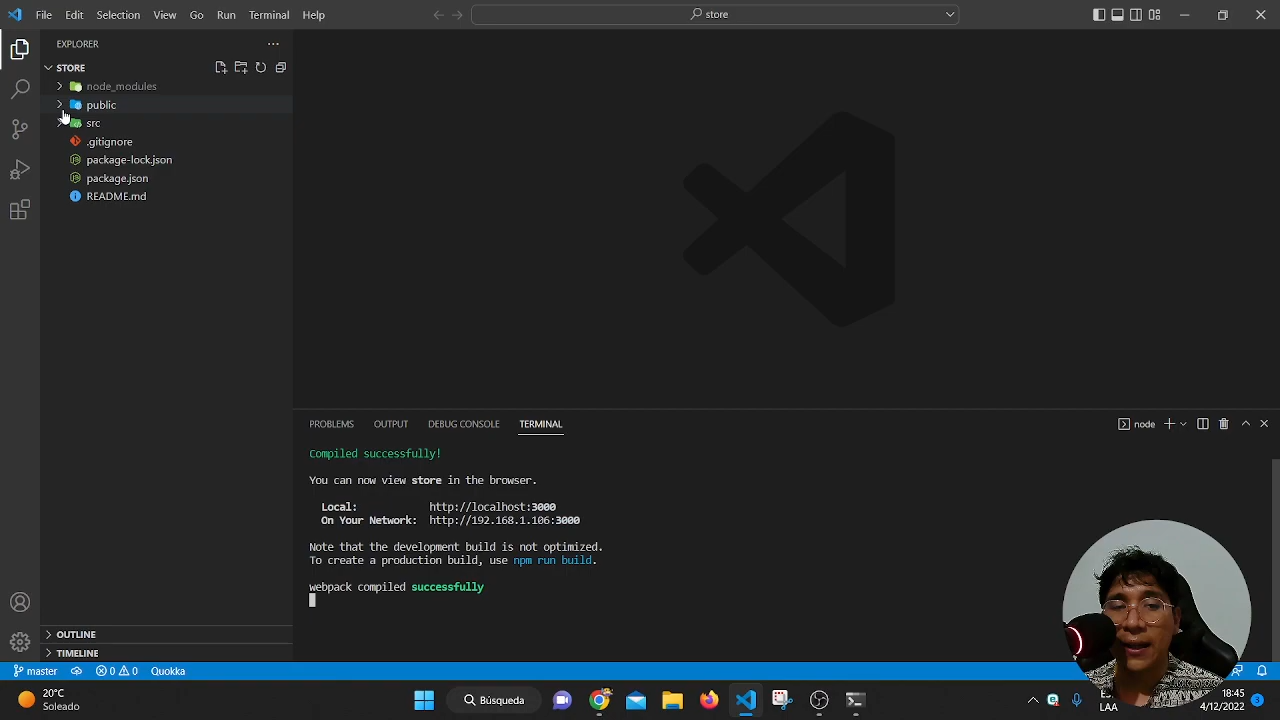 File Edit Selection View Go Run Terminal Help
store
EXPLORER
STORE
node_modules
public
src
.gitignore
package-lock.json
package.json
README.md
PROBLEMS OUTPUT DEBUG CONSOLE TERMINAL
node
Compiled successfully!
You can now view store in the browser.
Local: http://localhost:3000
On Your Network: http://192.168.1.106:3000
Note that the development build is not optimized.
To create a production build, use npm run build.
webpack compiled successfully
OUTLINE
TIMELINE
master 0 0 Quokka
20°C
Soleado
Búsqueda
LAA
18:45
4/12/2022
3